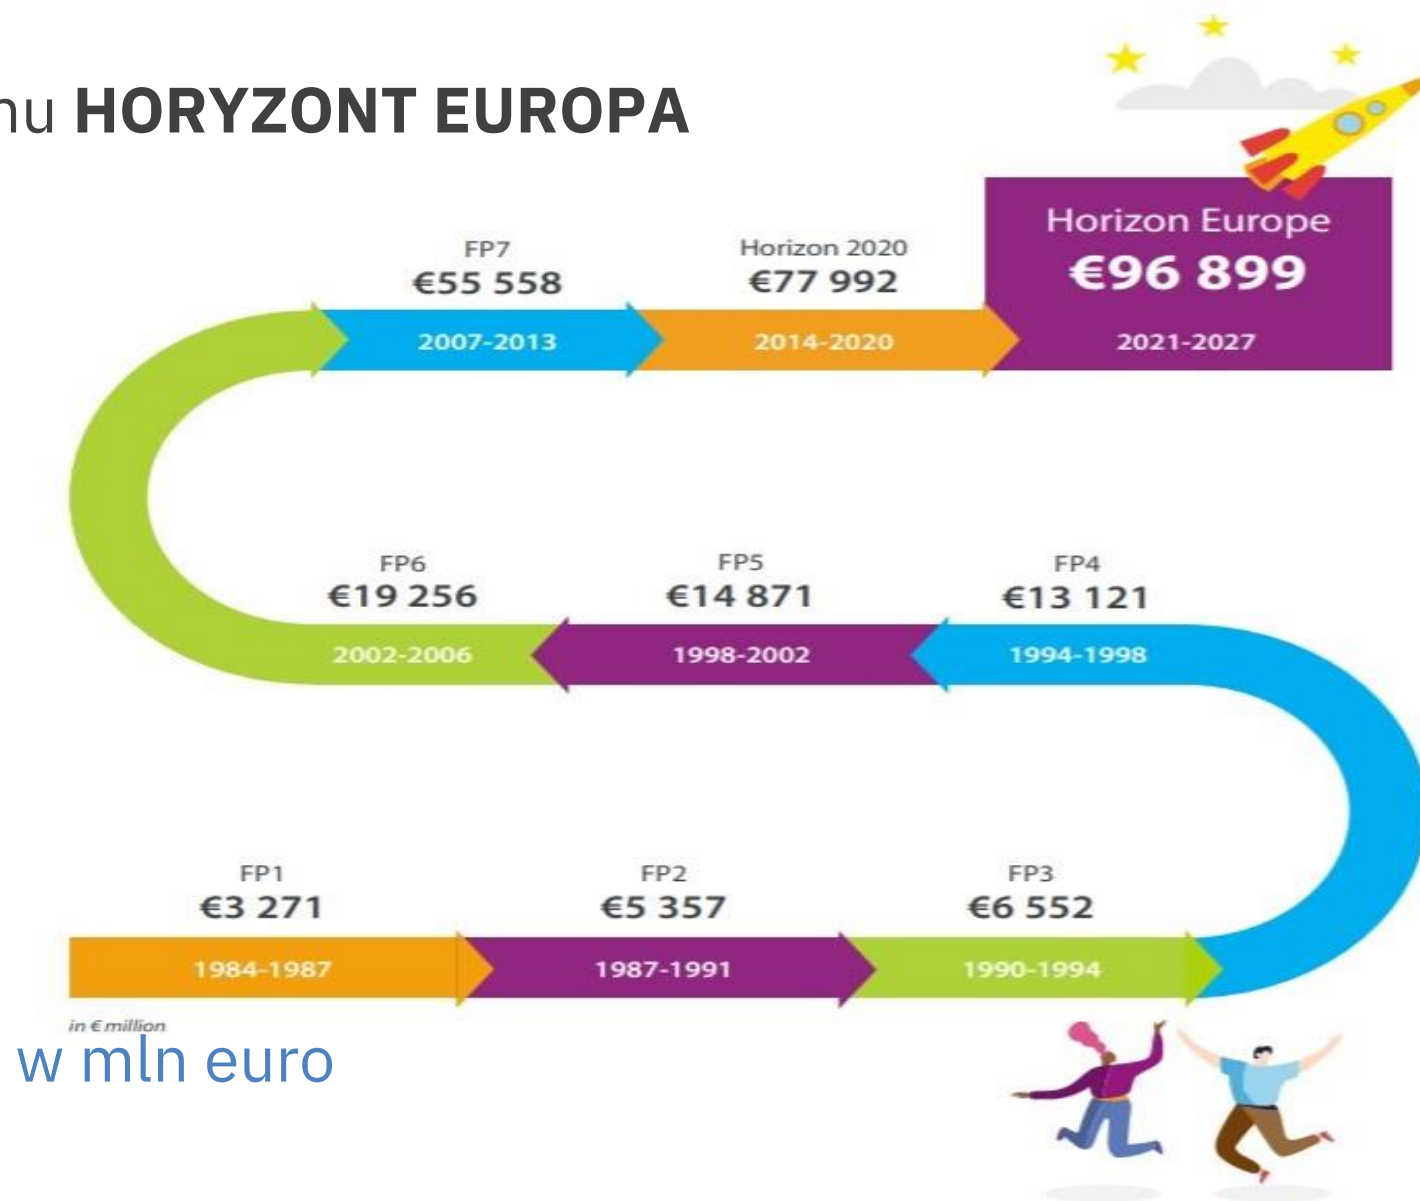 nu HORYZONT EUROPA
Horizon Europe
€96 899
2021-2027
FP7
€55 558
2007-2013
Horizon 2020
€77 992
2014-2020
FP6
€19 256
2002-2006
FP5
€14 871
1998-2002
FP4
€13 121
1994-1998
FP1
€3 271
1984-1987
FP2
€5 357
1987-1991
FP3
€6 552
1990-1994
in € million
w mln euro